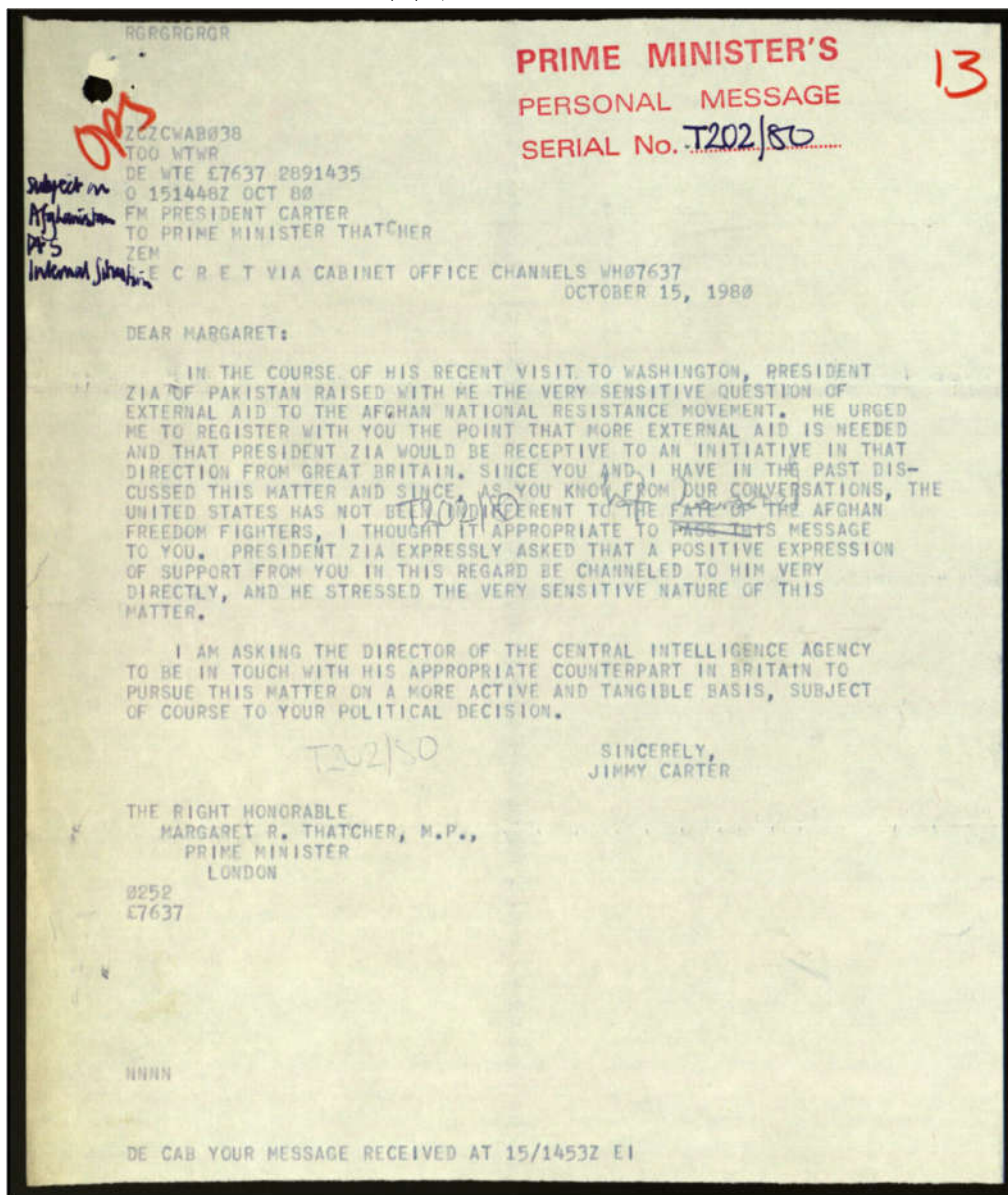 RGRGRGRGR
PRIME MINISTER'S
PERSONAL MESSAGE
SERIAL No. T202/80
13
OPS
ZCZCWAB038
TOO WTWR
DE WTE £7637 2891435
O 151448Z OCT 80
FM PRESIDENT CARTER
TO PRIME MINISTER THATCHER
ZEM
Subject on
Afghanistan
Internal Situation
E C R E T VIA CABINET OFFICE CHANNELS WH07637
OCTOBER 15, 1980
DEAR MARGARET:
IN THE COURSE OF HIS RECENT VISIT TO WASHINGTON, PRESIDENT
ZIA OF PAKISTAN RAISED WITH ME THE VERY SENSITIVE QUESTION OF
EXTERNAL AID TO THE AFGHAN NATIONAL RESISTANCE MOVEMENT. HE URGED
ME TO REGISTER WITH YOU THE POINT THAT MORE EXTERNAL AID IS NEEDED
AND THAT PRESIDENT ZIA WOULD BE RECEPTIVE TO AN INITIATIVE IN THAT
DIRECTION FROM GREAT BRITAIN. SINCE YOU AND I HAVE IN THE PAST DIS-
CUSSED THIS MATTER AND SINCE, AS YOU KNOW FROM OUR CONVERSATIONS, THE
UNITED STATES HAS NOT BEEN INDIFFERENT TO THE FATE OF THE AFGHAN
FREEDOM FIGHTERS, I THOUGHT IT APPROPRIATE TO PASS THIS MESSAGE
TO YOU. PRESIDENT ZIA EXPRESSLY ASKED THAT A POSITIVE EXPRESSION
OF SUPPORT FROM YOU IN THIS REGARD BE CHANNELED TO HIM VERY
DIRECTLY, AND HE STRESSED THE VERY SENSITIVE NATURE OF THIS
MATTER.
I AM ASKING THE DIRECTOR OF THE CENTRAL INTELLIGENCE AGENCY
TO BE IN TOUCH WITH HIS APPROPRIATE COUNTERPART IN BRITAIN TO
PURSUE THIS MATTER ON A MORE ACTIVE AND TANGIBLE BASIS, SUBJECT
OF COURSE TO YOUR POLITICAL DECISION.
T202/80
SINCERELY,
JIMMY CARTER
THE RIGHT HONORABLE
MARGARET R. THATCHER, M.P.,
PRIME MINISTER
LONDON
0252
£7637
NNNN
DE CAB YOUR MESSAGE RECEIVED AT 15/1453Z EI